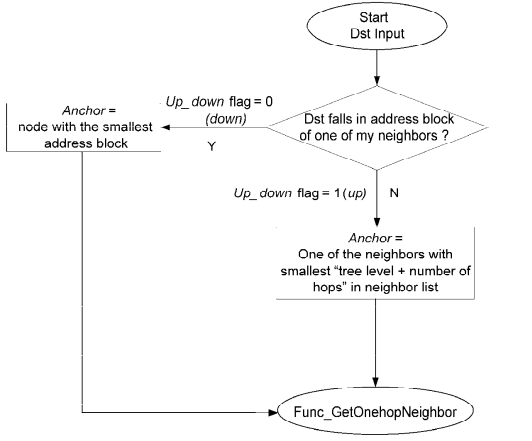 Start
Dst Input
Dst falls in address block
of one of my neighbors ?
Up_down flag = 0
(down)
Y
Anchor =
node with the smallest
address block
Up_down flag = 1(up)
N
Anchor =
One of the neighbors with
smallest “tree level + number of
hops” in neighbor list
Func_GetOnehopNeighbor